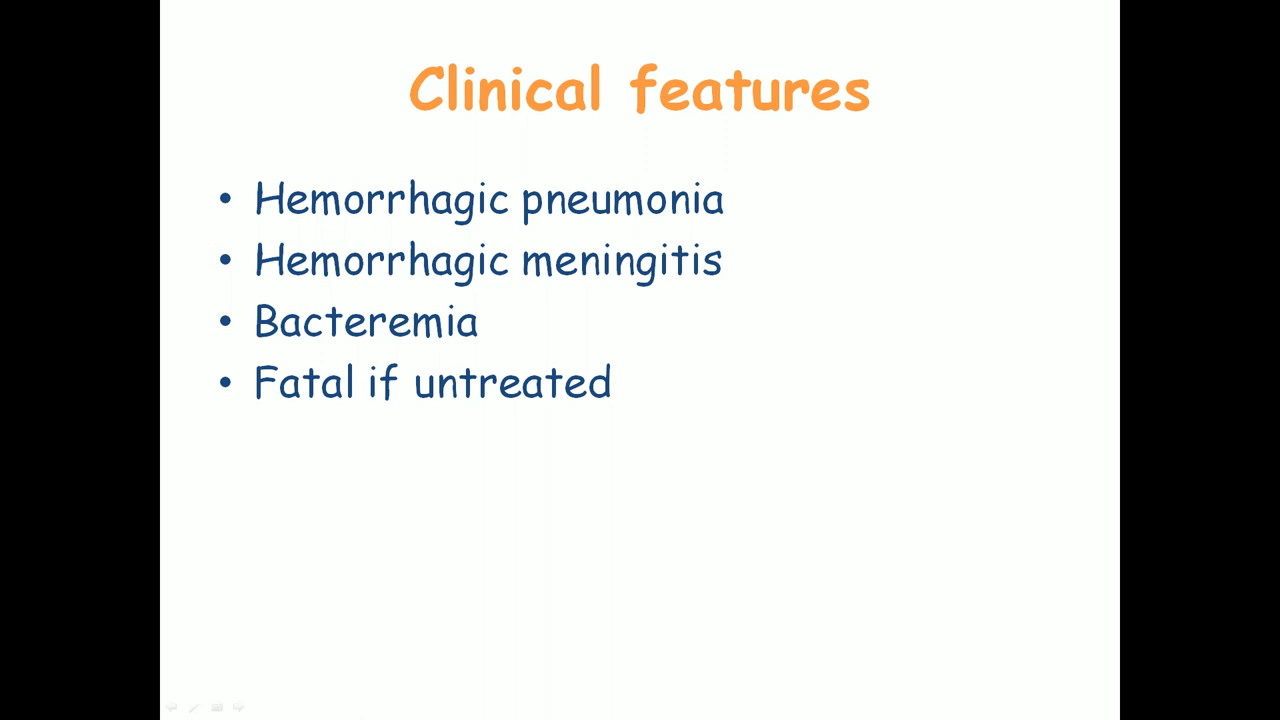 Clinical features
• Hemorrhagic pneumonia
• Hemorrhagic meningitis
• Bacteremia
• Fatal if untreated